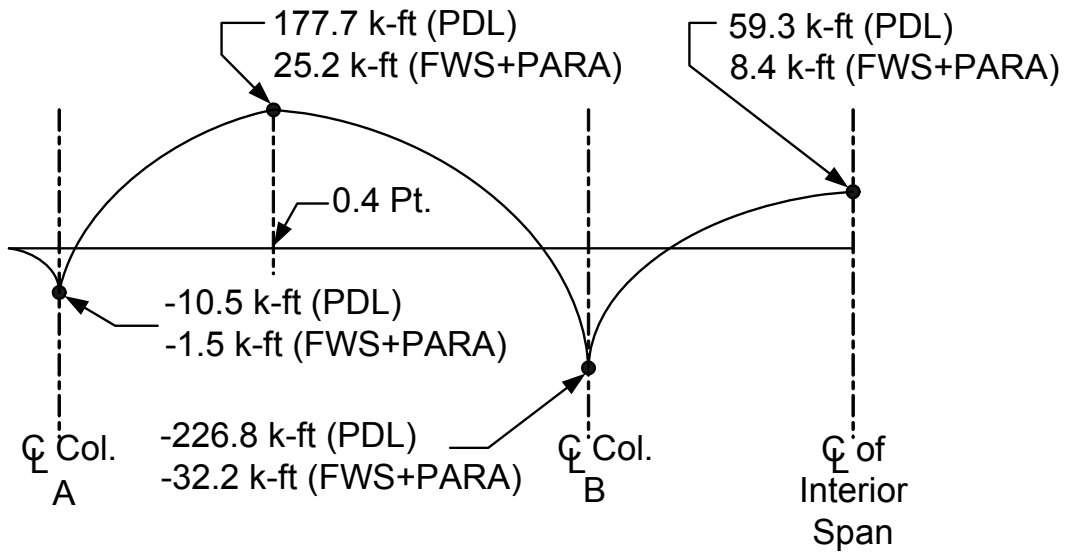 177.7 k-ft (PDL)
25.2 k-ft (FWS+PARA)
59.3 k-ft (PDL)
8.4 k-ft (FWS+PARA)
0.4 Pt.
-10.5 k-ft (PDL)
-1.5 k-ft (FWS+PARA)
-226.8 k-ft (PDL)
-32.2 k-ft (FWS+PARA)
℄ Col.
A
℄ Col.
B
℄ of
Interior
Span